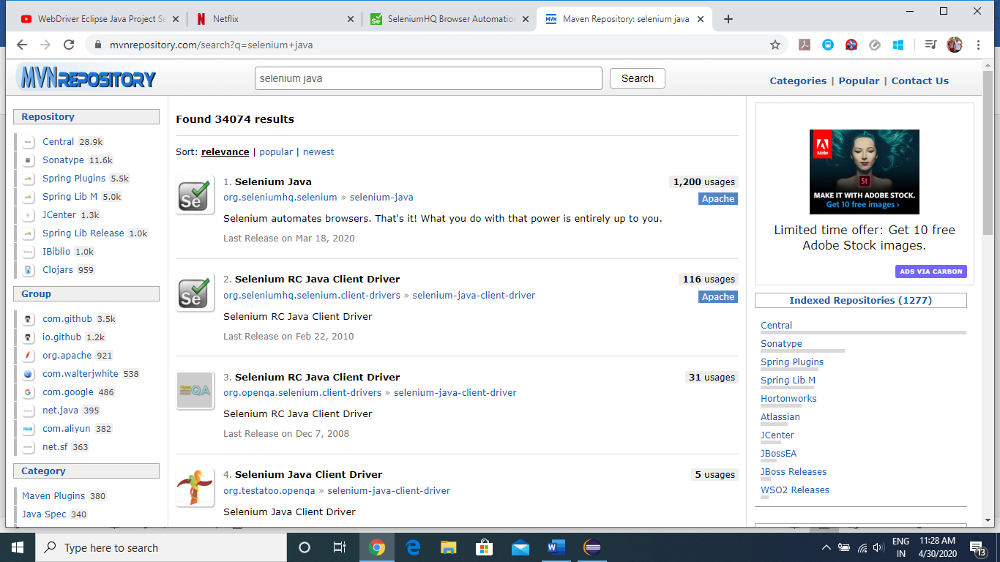 WebDriver Eclipse Java Project Se
Netflix
SeleniumHQ Browser Automation
Maven Repository: selenium java
mvnrepository.com/search?q=selenium+java
MVNREPOSITORY
selenium java
Search
Categories | Popular | Contact Us
Repository
Central 28.9k
Sonatype 11.6k
Spring Plugins 5.5k
Spring Lib M 5.0k
JCenter 1.3k
Spring Lib Release 1.0k
IBiblio 1.0k
Clojars 959
Group
com.github 3.5k
io.github 1.2k
org.apache 921
com.walterjwhite 538
com.google 486
net.java 395
com.aliyun 382
net.sf 363
Category
Maven Plugins 380
Java Spec 340
Found 34074 results
Sort: relevance | popular | newest
Se
1. Selenium Java
1,200 usages
org.seleniumhq.selenium » selenium-java
Apache
Selenium automates browsers. That's it! What you do with that power is entirely up to you.
Last Release on Mar 18, 2020
Se
2. Selenium RC Java Client Driver
116 usages
org.seleniumhq.selenium.client-drivers » selenium-java-client-driver
Apache
Selenium RC Java Client Driver
Last Release on Feb 22, 2010
QA
3. Selenium RC Java Client Driver
31 usages
org.openqa.selenium.client-drivers » selenium-java-client-driver
Selenium RC Java Client Driver
Last Release on Dec 7, 2008
4. Selenium Java Client Driver
5 usages
org.testatoo.openqa » selenium-java-client-driver
Selenium Java Client Driver
Adobe
St
MAKE IT WITH ADOBE STOCK.
Get 10 free images ›
Limited time offer: Get 10 free
Adobe Stock images.
ADS VIA CARBON
Indexed Repositories (1277)
Central
Sonatype
Spring Plugins
Spring Lib M
Hortonworks
Atlassian
JCenter
JBossEA
JBoss Releases
WSO2 Releases
Type here to search
ENG
IN
11:28 AM
4/30/2020
13